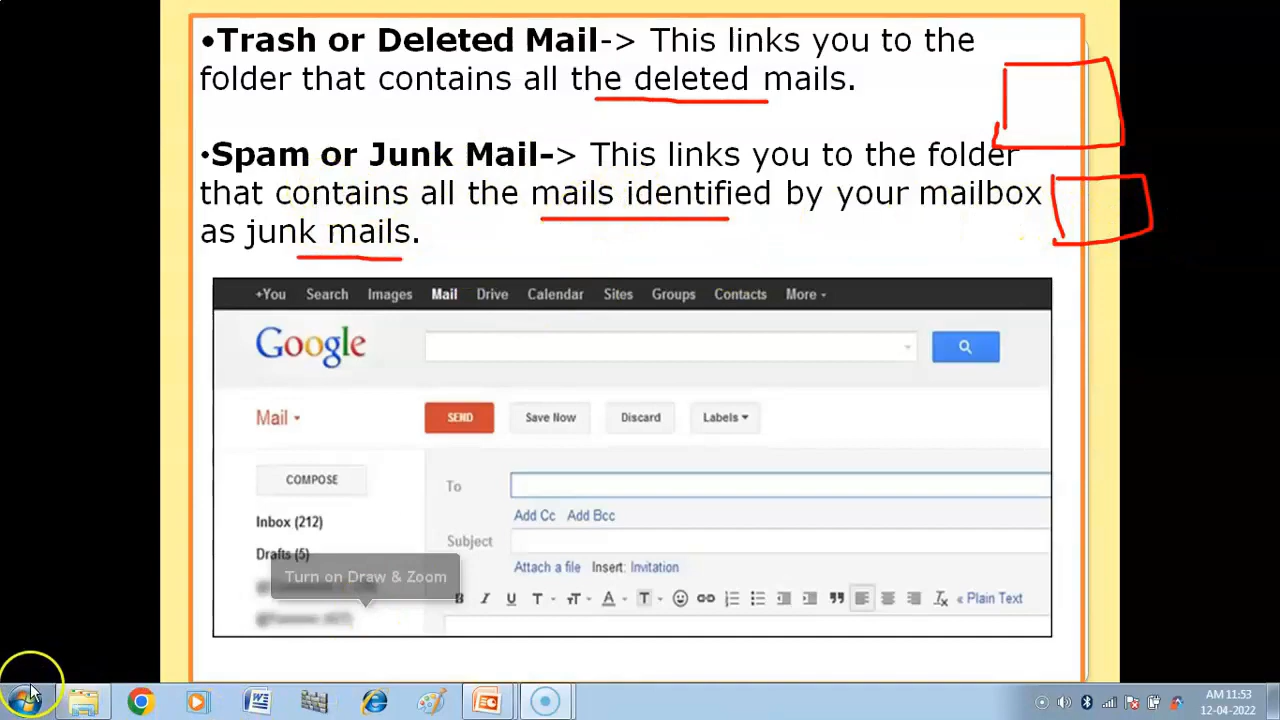 •Trash or Deleted Mail-> This links you to the
folder that contains all the deleted mails.
•Spam or Junk Mail-> This links you to the folder
that contains all the mails identified by your mailbox
as junk mails.
+You Search Images Mail Drive Calendar Sites Groups Contacts More
Google
Mail SEND Save Now Discard Labels
COMPOSE To
Inbox (212) Add Cc Add Bcc
Subject
Drafts (5)
Attach a file Insert: Invitation
Turn on Draw & Zoom
B I U T тT A T « Plain Text
AM 11:53
12-04-2022